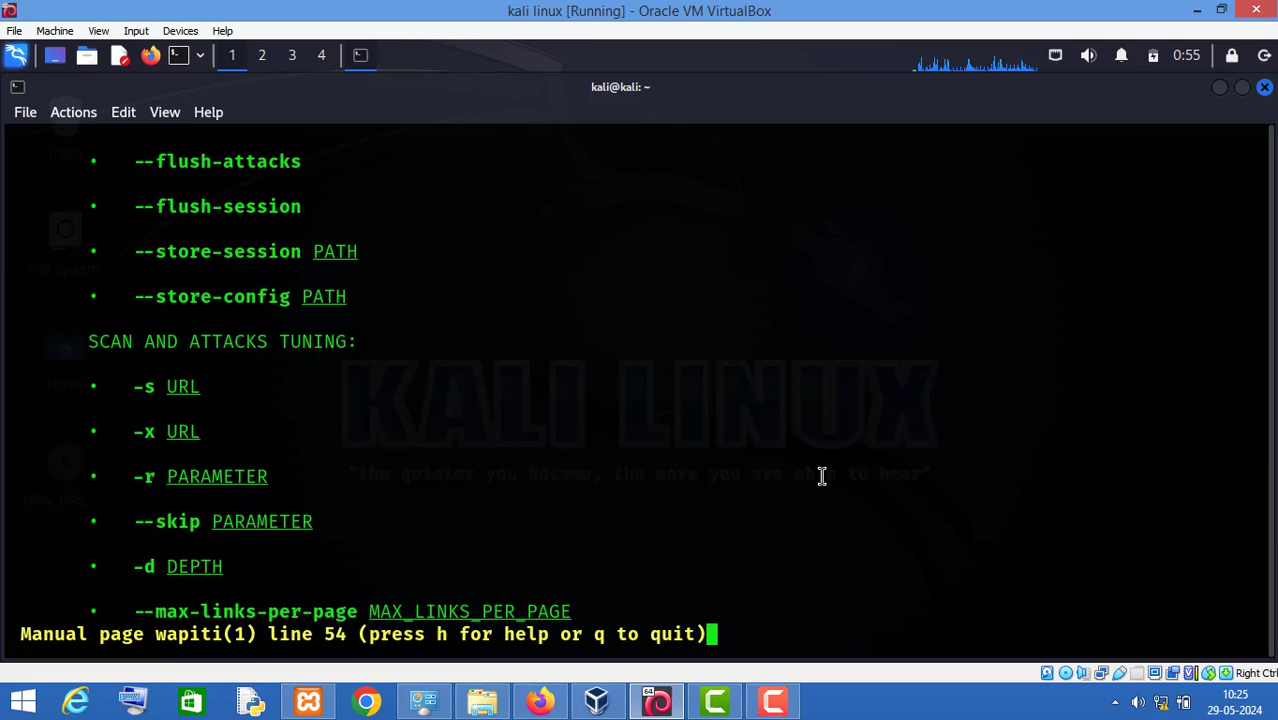 kali linux [Running] - Oracle VM VirtualBox
File Machine View Input Devices Help
1 2 3 4
0:55
kali@kali: ~
File Actions Edit View Help
• --flush-attacks
• --flush-session
• --store-session PATH
• --store-config PATH
SCAN AND ATTACKS TUNING:
• -s URL
• -x URL
• -r PARAMETER
• --skip PARAMETER
• -d DEPTH
• --max-links-per-page MAX_LINKS_PER_PAGE
Manual page wapiti(1) line 54 (press h for help or q to quit)
KALI LINUX
"the quieter you become, the more you are able to hear"
Home
Right Ctrl
64
10:25
29-05-2024